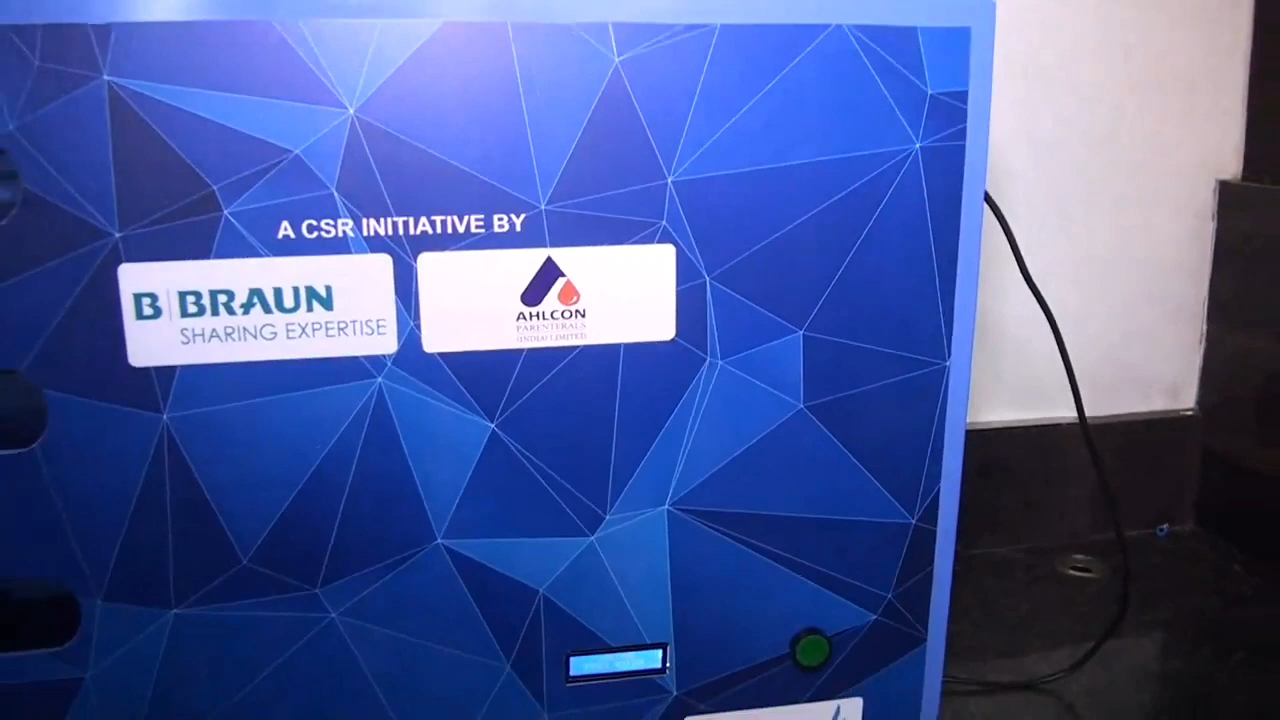 A CSR INITIATIVE BY
B|BRAUN
SHARING EXPERTISE
AHLCON
PARENTERALS
(INDIA) LIMITED